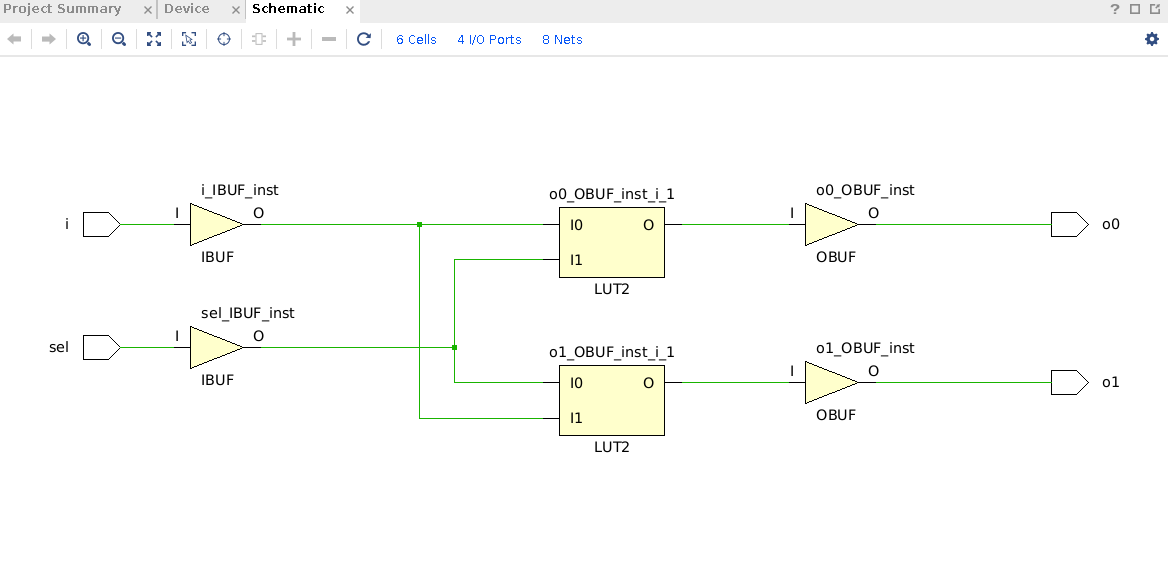 Project Summary × Device × Schematic × ?
6 Cells 4 I/O Ports 8 Nets
i_IBUF_inst
i I O
IBUF
sel_IBUF_inst
sel I O
IBUF
o0_OBUF_inst_i_1
I0 O
I1
LUT2
o0_OBUF_inst
I O o0
OBUF
o1_OBUF_inst_i_1
I0 O
I1
LUT2
o1_OBUF_inst
I O o1
OBUF